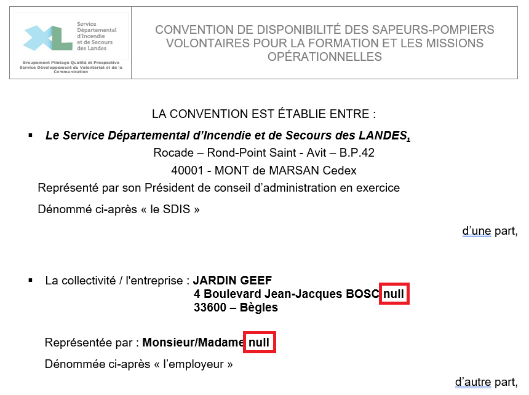 Service
Départemental
d'Incendie
et de Secours
des Landes
Groupement Pilotage Qualité et Prospective
Service Développement du Volontariat et de la
Communication
CONVENTION DE DISPONIBILITÉ DES SAPEURS-POMPIERS
VOLONTAIRES POUR LA FORMATION ET LES MISSIONS
OPÉRATIONNELLES
LA CONVENTION EST ÉTABLIE ENTRE :
▪ Le Service Départemental d'Incendie et de Secours des LANDES,
Rocade – Rond-Point Saint - Avit – B.P.42
40001 - MONT de MARSAN Cedex
Représenté par son Président de conseil d'administration en exercice
Dénommé ci-après « le SDIS »
d'une part,
▪ La collectivité / l'entreprise : JARDIN GEEF
4 Boulevard Jean-Jacques BOSC null
33600 – Bègles
Représentée par : Monsieur/Madame null
Dénommée ci-après « l'employeur »
d'autre part,